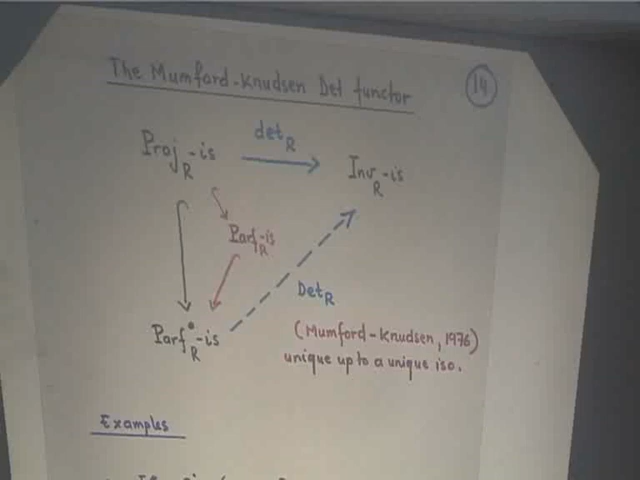 The Mumford-Knudsen Det functor
14
det_R
Proj_R-is
Inv_R-is
Parf_R-is
Det_R
Parf^•_R-is
(Mumford-Knudsen, 1976)
unique up to a unique iso.
Examples